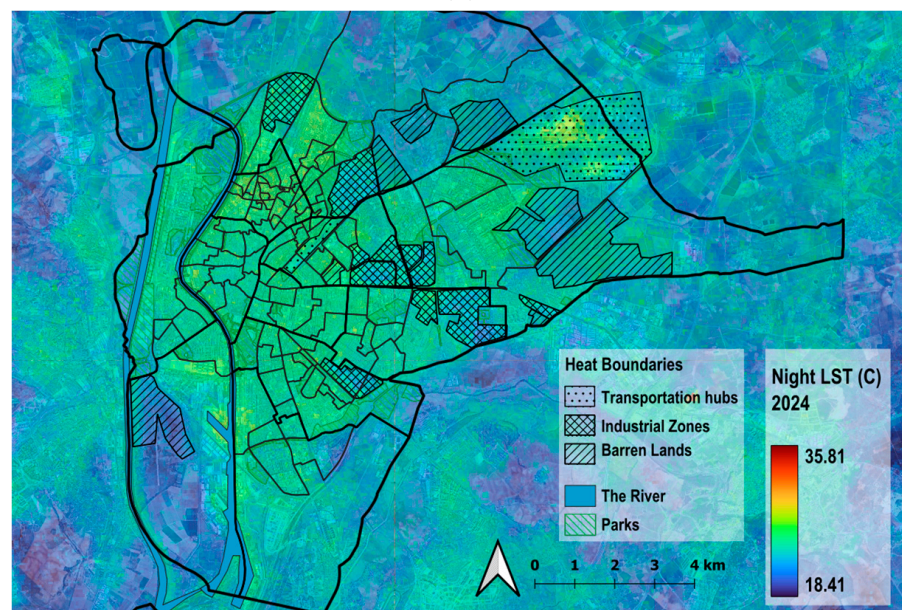 Heat Boundaries
Transportation hubs
Industrial Zones
Barren Lands
The River
Parks
0 1 2 3 4 km
Night LST (C)
2024
35.81
18.41